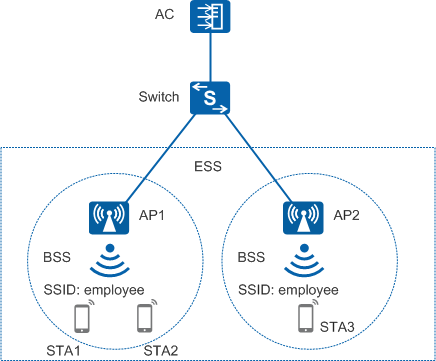 AC
Switch
S
ESS
AP1
AP2
BSS
BSS
SSID: employee
SSID: employee
STA1
STA2
STA3